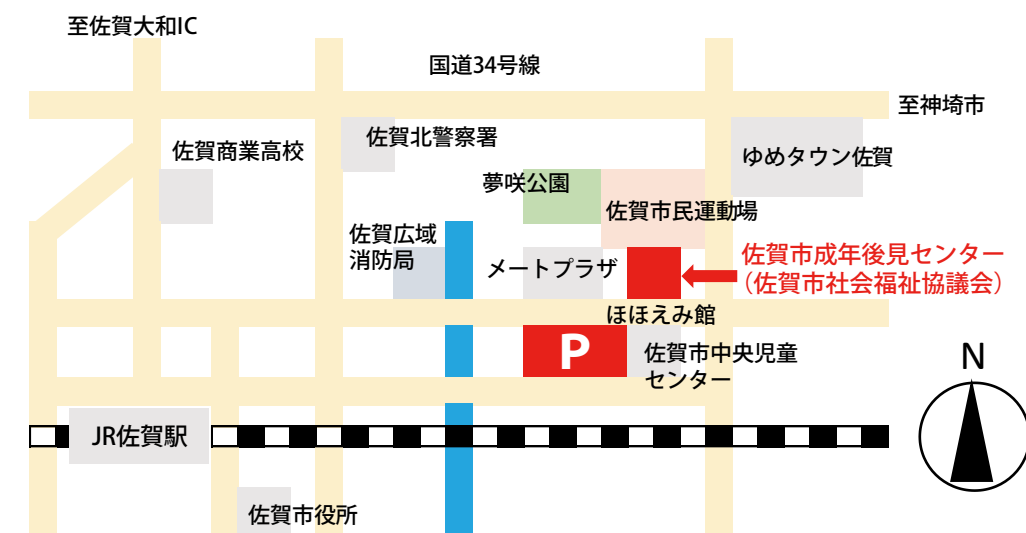 至佐賀大和IC
国道34号線
至神埼市
佐賀北警察署
佐賀商業高校
ゆめタウン佐賀
夢咲公園
佐賀市民運動場
佐賀広域
消防局
メートプラザ
佐賀市成年後見センター
（佐賀市社会福祉協議会）
ほほえみ館
P
佐賀市中央児童
センター
N
JR佐賀駅
佐賀市役所